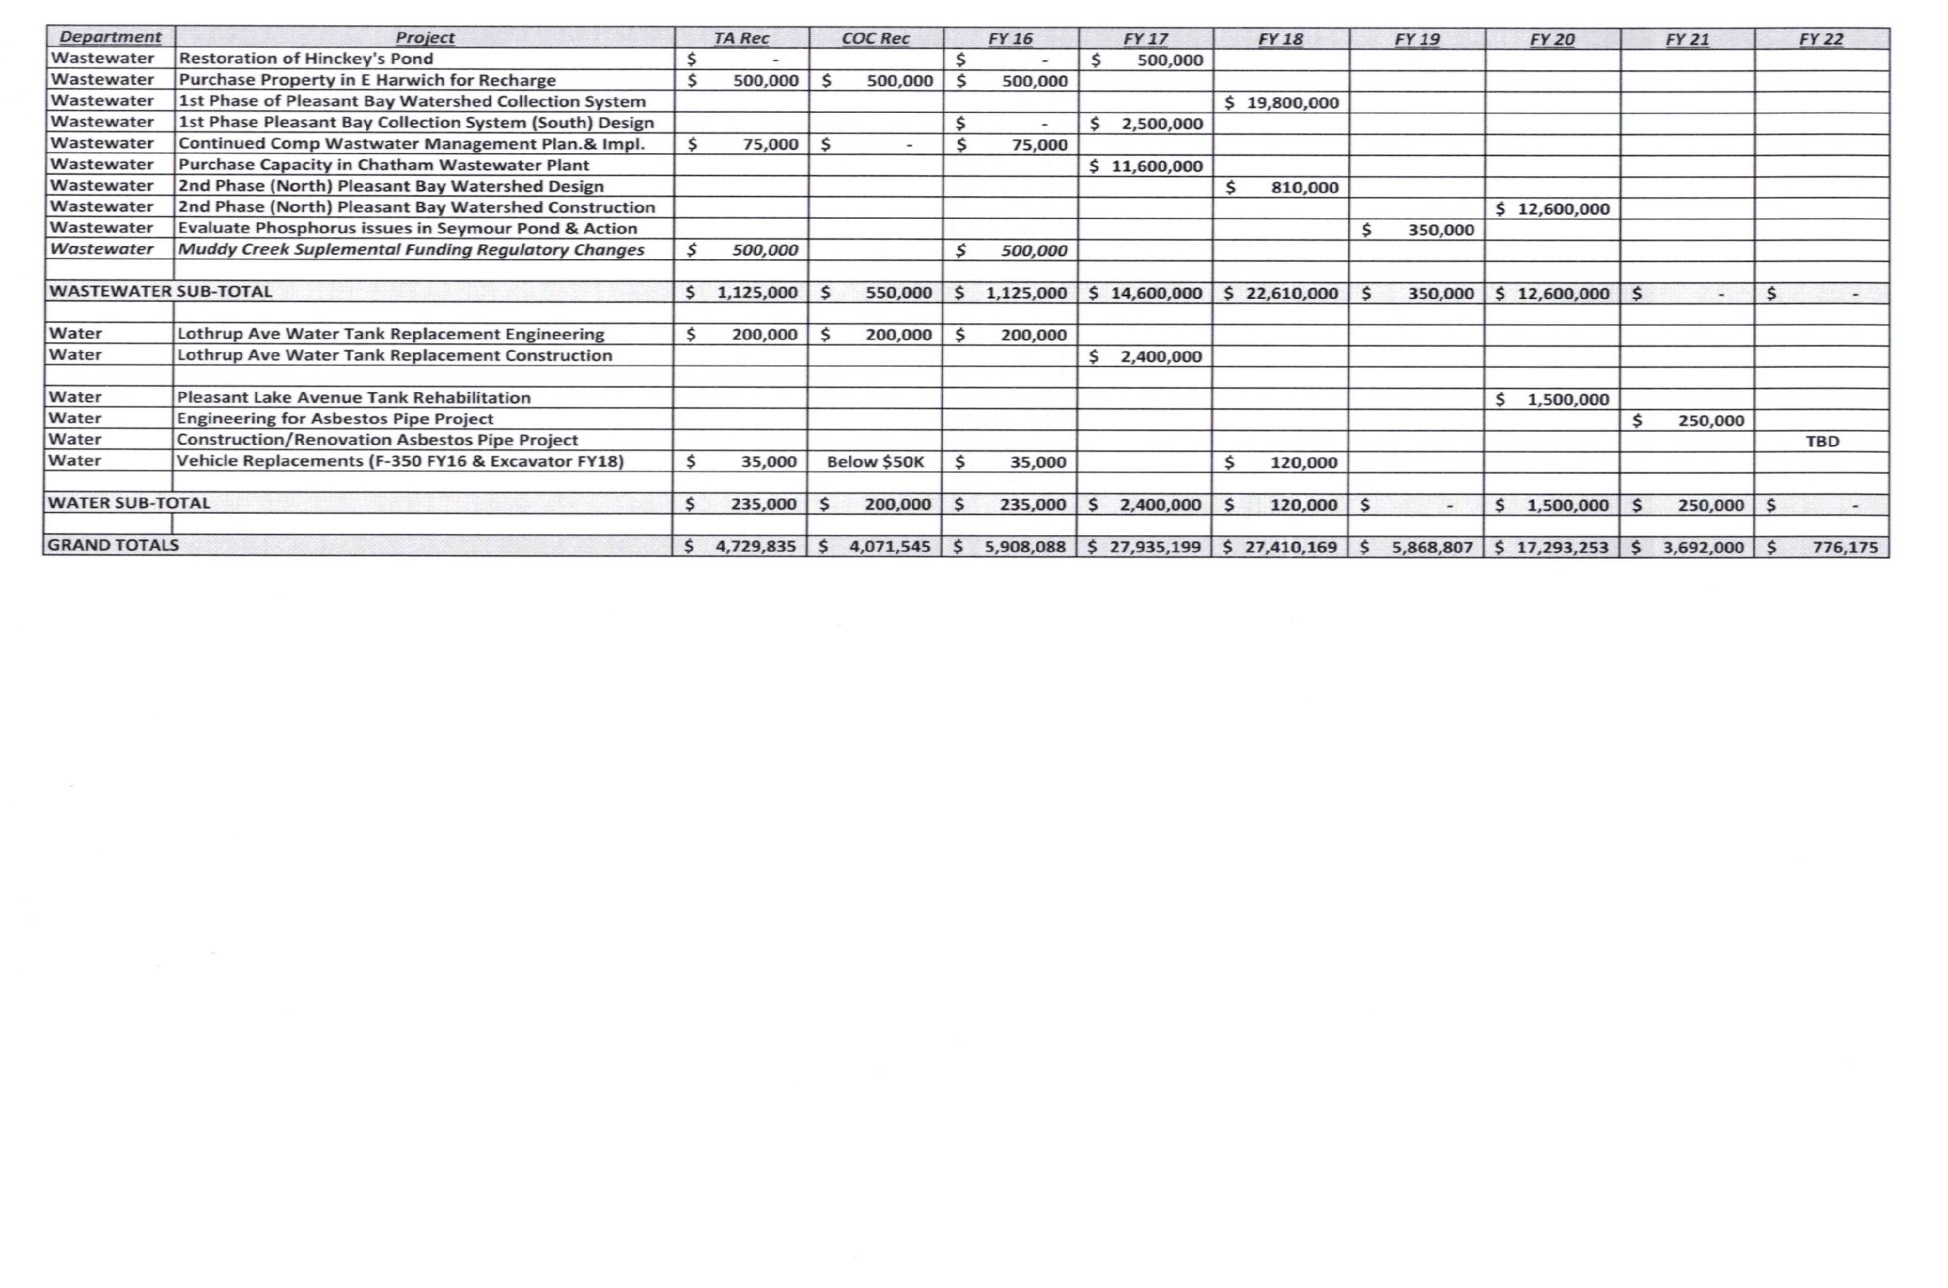 Department Project TA Rec COC Rec FY 16 FY 17 FY 18 FY 19 FY 20 FY 21 FY 22
Wastewater Restoration of Hinckey's Pond $ - $ - $ 500,000
Wastewater Purchase Property in E Harwich for Recharge $ 500,000 $ 500,000 $ 500,000
Wastewater 1st Phase of Pleasant Bay Watershed Collection System $ 19,800,000
Wastewater 1st Phase Pleasant Bay Collection System (South) Design $ - $ 2,500,000
Wastewater Continued Comp Wastwater Management Plan.& Impl. $ 75,000 $ - $ 75,000
Wastewater Purchase Capacity in Chatham Wastewater Plant $ 11,600,000
Wastewater 2nd Phase (North) Pleasant Bay Watershed Design $ 810,000
Wastewater 2nd Phase (North) Pleasant Bay Watershed Construction $ 12,600,000
Wastewater Evaluate Phosphorus issues in Seymour Pond & Action $ 350,000
Wastewater Muddy Creek Suplemental Funding Regulatory Changes $ 500,000 $ 500,000
WASTEWATER SUB-TOTAL $ 1,125,000 $ 550,000 $ 1,125,000 $ 14,600,000 $ 22,610,000 $ 350,000 $ 12,600,000 $ - $ -
Water Lothrup Ave Water Tank Replacement Engineering $ 200,000 $ 200,000 $ 200,000
Water Lothrup Ave Water Tank Replacement Construction $ 2,400,000
Water Pleasant Lake Avenue Tank Rehabilitation $ 1,500,000
Water Engineering for Asbestos Pipe Project $ 250,000
Water Construction/Renovation Asbestos Pipe Project TBD
Water Vehicle Replacements (F-350 FY16 & Excavator FY18) $ 35,000 Below $50K $ 35,000 $ 120,000
WATER SUB-TOTAL $ 235,000 $ 200,000 $ 235,000 $ 2,400,000 $ 120,000 $ - $ 1,500,000 $ 250,000 $ -
GRAND TOTALS $ 4,729,835 $ 4,071,545 $ 5,908,088 $ 27,935,199 $ 27,410,169 $ 5,868,807 $ 17,293,253 $ 3,692,000 $ 776,175